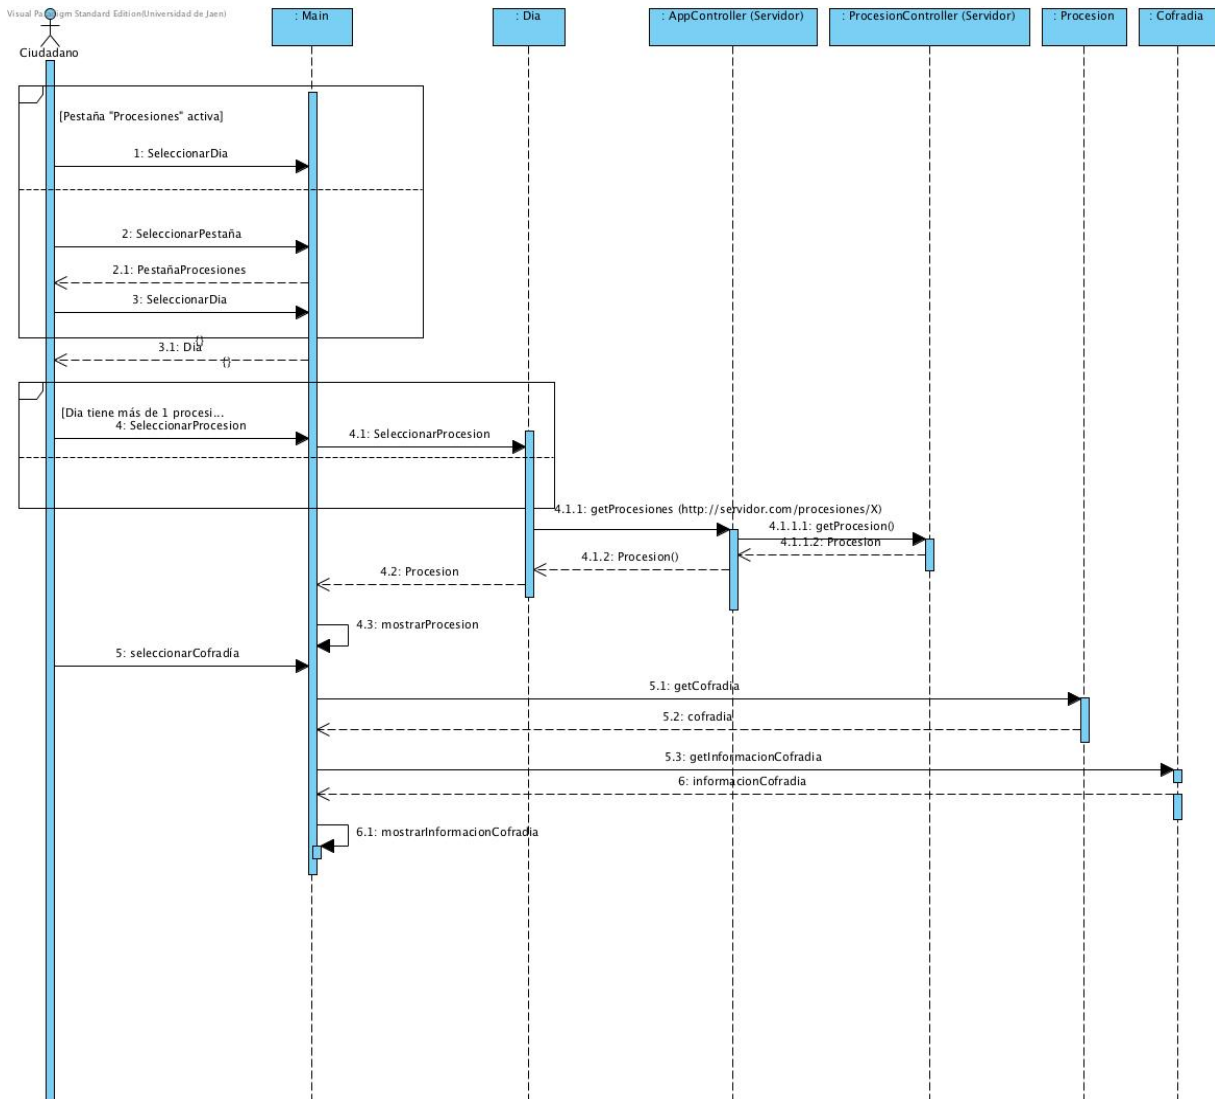 Visual Paradigm Standard Edition(Universidad de Jaen)
Ciudadano
: Main
: Dia
: AppController (Servidor)
: ProcesionController (Servidor)
: Procesion
: Cofradia
[Pestaña "Procesiones" activa]
1: SeleccionarDia
2: SeleccionarPestaña
2.1: PestañaProcesiones
3: SeleccionarDia
{}
3.1: Dia
{}
[Dia tiene más de 1 procesi...
4: SeleccionarProcesion
4.1: SeleccionarProcesion
4.1.1: getProcesiones (http://servidor.com/procesiones/X)
4.1.1.1: getProcesion()
4.1.1.2: Procesion
4.1.2: Procesion()
4.2: Procesion
4.3: mostrarProcesion
5: seleccionarCofradía
5.1: getCofradia
5.2: cofradia
5.3: getInformacionCofradia
6: informacionCofradia
6.1: mostrarInformacionCofradia